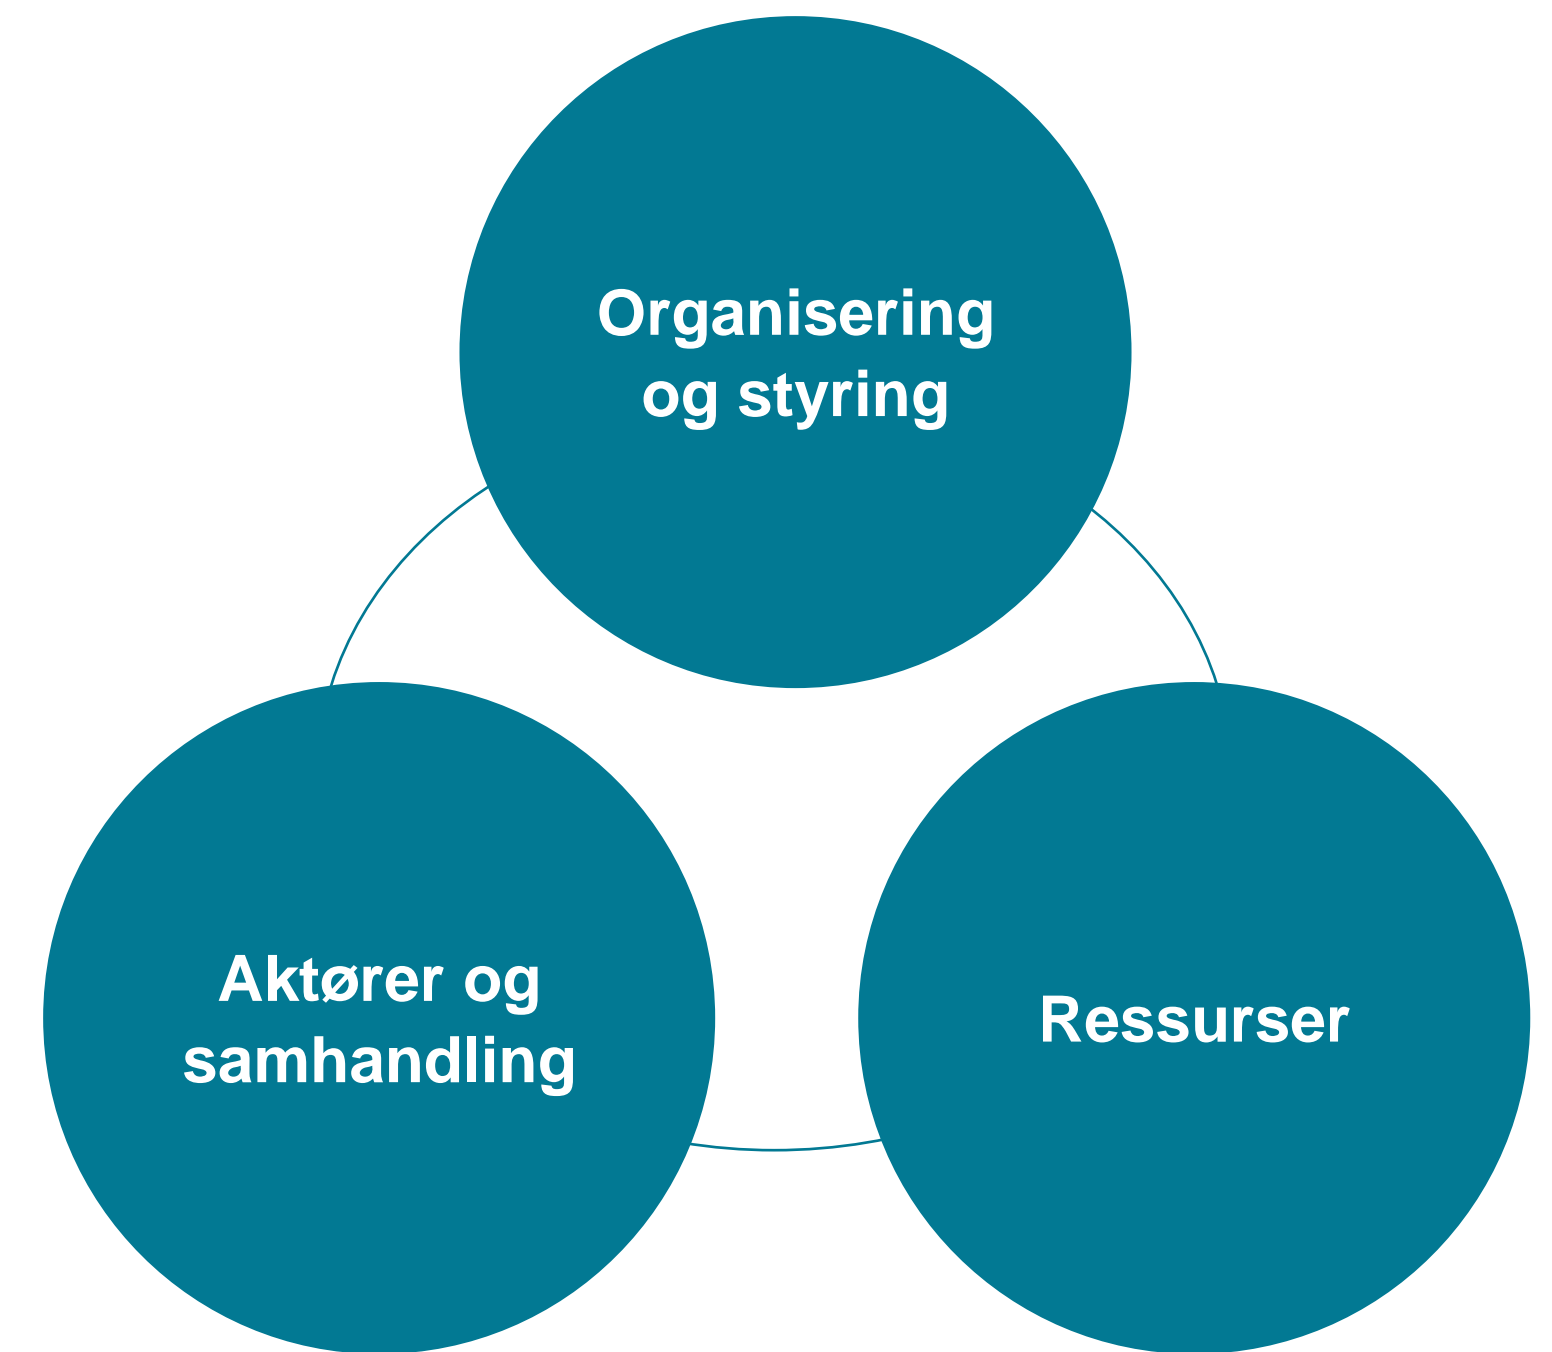 Organisering
og styring
Aktører og
samhandling
Ressurser